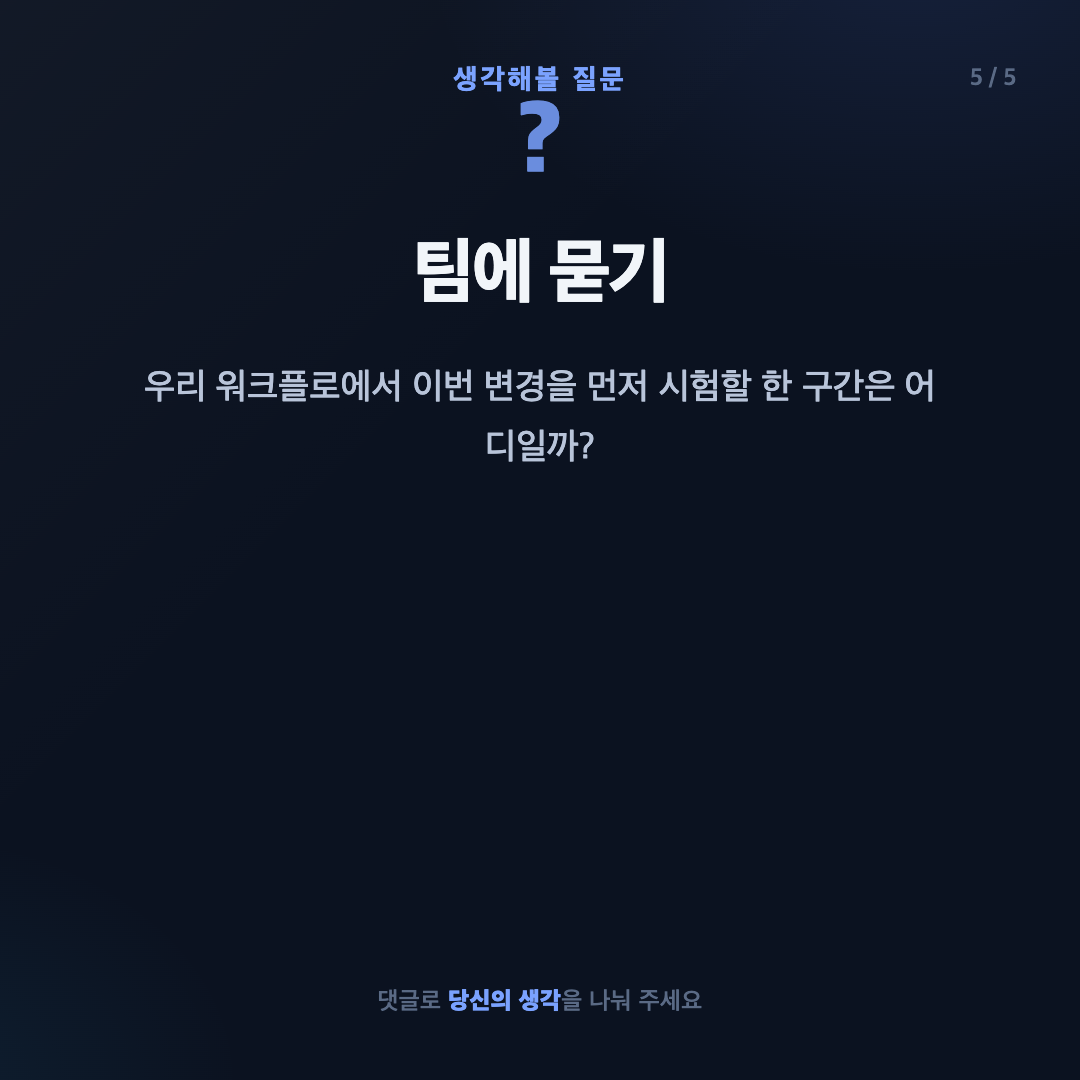 생각해볼 질문
5 / 5
?
팀에 묻기
우리 워크플로에서 이번 변경을 먼저 시험할 한 구간은 어
디일까?
댓글로 당신의 생각을 나눠 주세요